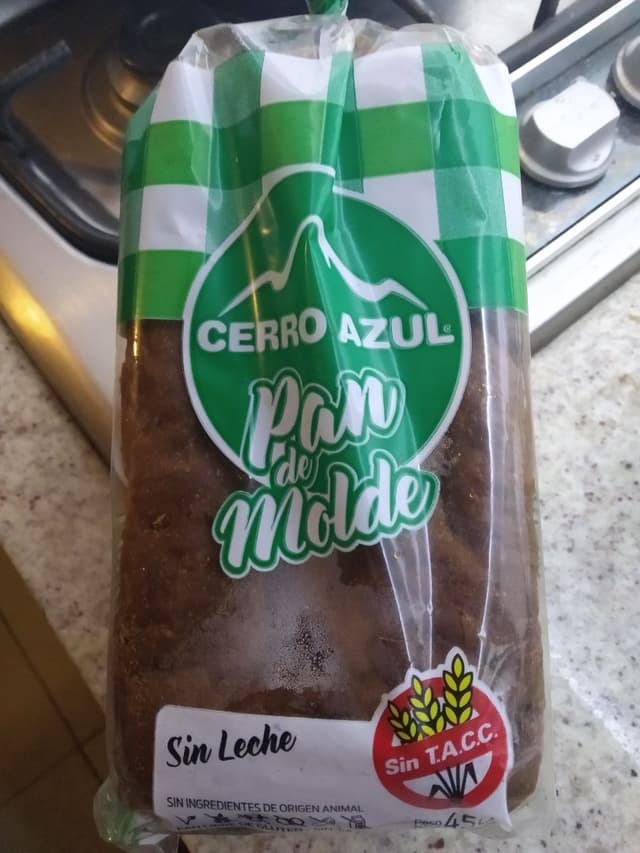 CERRO AZUL
Pan
de
Molde
Sin Leche
SIN INGREDIENTES DE ORIGEN ANIMAL
Sin T.A.C.C.